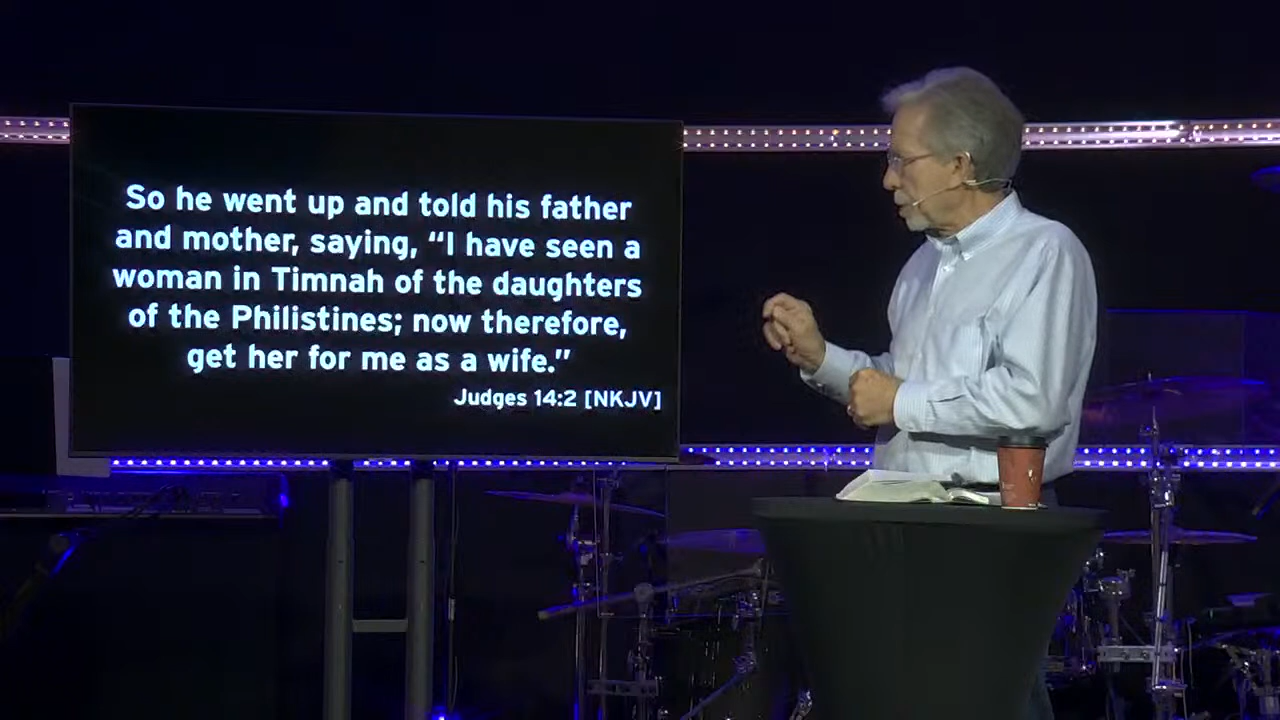 So he went up and told his father
and mother, saying, “I have seen a
woman in Timnah of the daughters
of the Philistines; now therefore,
get her for me as a wife.”
Judges 14:2 [NKJV]